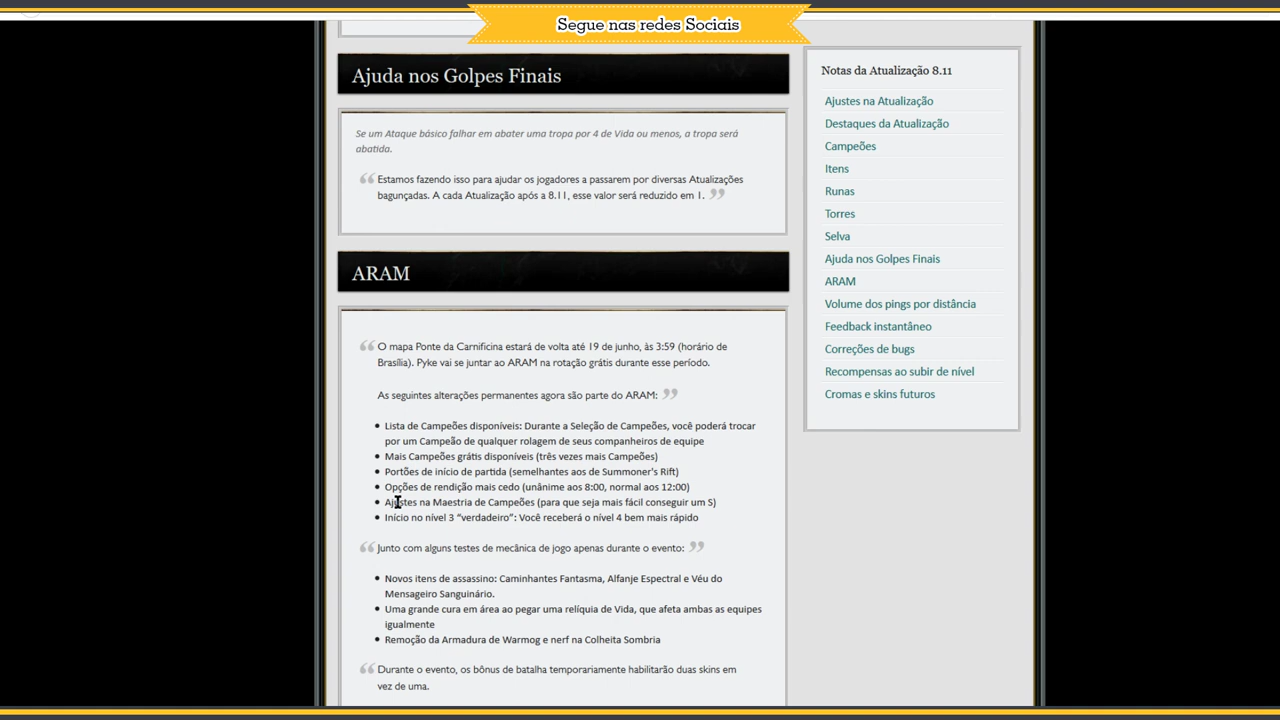 Segue nas redes Sociais
Ajuda nos Golpes Finais
Se um Ataque básico falhar em abater uma tropa por 4 de Vida ou menos, a tropa será
abatida.
“ Estamos fazendo isso para ajudar os jogadores a passarem por diversas Atualizações
bagunçadas. A cada Atualização após a 8.11, esse valor será reduzido em 1. ”
ARAM
“ O mapa Ponte da Carnificina estará de volta até 19 de junho, às 3:59 (horário de
Brasília). Pyke vai se juntar ao ARAM na rotação grátis durante esse período.
As seguintes alterações permanentes agora são parte do ARAM: ”
• Lista de Campeões disponíveis: Durante a Seleção de Campeões, você poderá trocar
por um Campeão de qualquer rolagem de seus companheiros de equipe
• Mais Campeões grátis disponíveis (três vezes mais Campeões)
• Portões de início de partida (semelhantes aos de Summoner's Rift)
• Opções de rendição mais cedo (unânime aos 8:00, normal aos 12:00)
• Ajustes na Maestria de Campeões (para que seja mais fácil conseguir um S)
• Início no nível 3 “verdadeiro”: Você receberá o nível 4 bem mais rápido
“ Junto com alguns testes de mecânica de jogo apenas durante o evento: ”
• Novos itens de assassino: Caminhantes Fantasma, Alfanje Espectral e Véu do
Mensageiro Sanguinário.
• Uma grande cura em área ao pegar uma relíquia de Vida, que afeta ambas as equipes
igualmente
• Remoção da Armadura de Warmog e nerf na Colheita Sombria
“ Durante o evento, os bônus de batalha temporariamente habilitarão duas skins em
vez de uma.
Notas da Atualização 8.11
Ajustes na Atualização
Destaques da Atualização
Campeões
Itens
Runas
Torres
Selva
Ajuda nos Golpes Finais
ARAM
Volume dos pings por distância
Feedback instantâneo
Correções de bugs
Recompensas ao subir de nível
Cromas e skins futuros